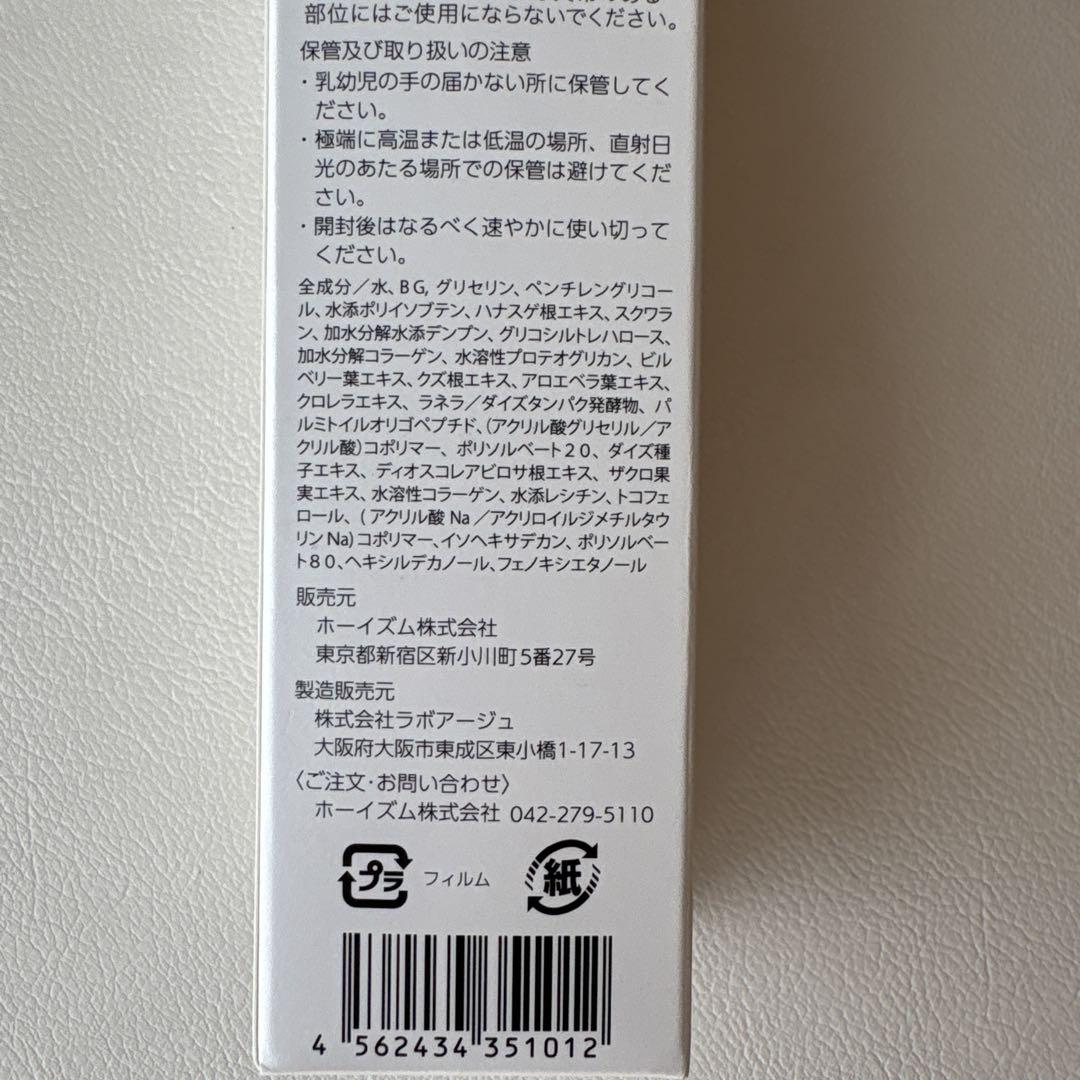 部位にはご使用にならないでください。
保管及び取り扱いの注意
・乳幼児の手の届かない所に保管してく
ださい。
・極端に高温または低温の場所、直射日
光のあたる場所での保管は避けてくだ
さい。
・開封後はなるべく速やかに使い切って
ください。
全成分／水、BG, グリセリン、ペンチレングリコー
ル、水添ポリイソブテン、ハナスゲ根エキス、スクワラ
ン、加水分解水添デンプン、グリコシルトレハロース、
加水分解コラーゲン、水溶性プロテオグリカン、ビル
ベリー葉エキス、クズ根エキス、アロエベラ葉エキス、
クロレラエキス、ラネラ／ダイズタンパク発酵物、パ
ルミトイルオリゴペプチド、(アクリル酸グリセリル／ア
クリル酸)コポリマー、ポリソルベート20、ダイズ種
子エキス、ディオスコレアビロサ根エキス、ザクロ果
実エキス、水溶性コラーゲン、水添レシチン、トコフェ
ロール、(アクリル酸Na／アクリロイルジメチルタウ
リンNa)コポリマー、イソヘキサデカン、ポリソルベー
ト80、ヘキシルデカノール、フェノキシエタノール
販売元
ホーイズム株式会社
東京都新宿区新小川町5番27号
製造販売元
株式会社ラボアージュ
大阪府大阪市東成区東小橋1-17-13
〈ご注文・お問い合わせ〉
ホーイズム株式会社 042-279-5110
プラ フィルム 紙
4 562434 351012